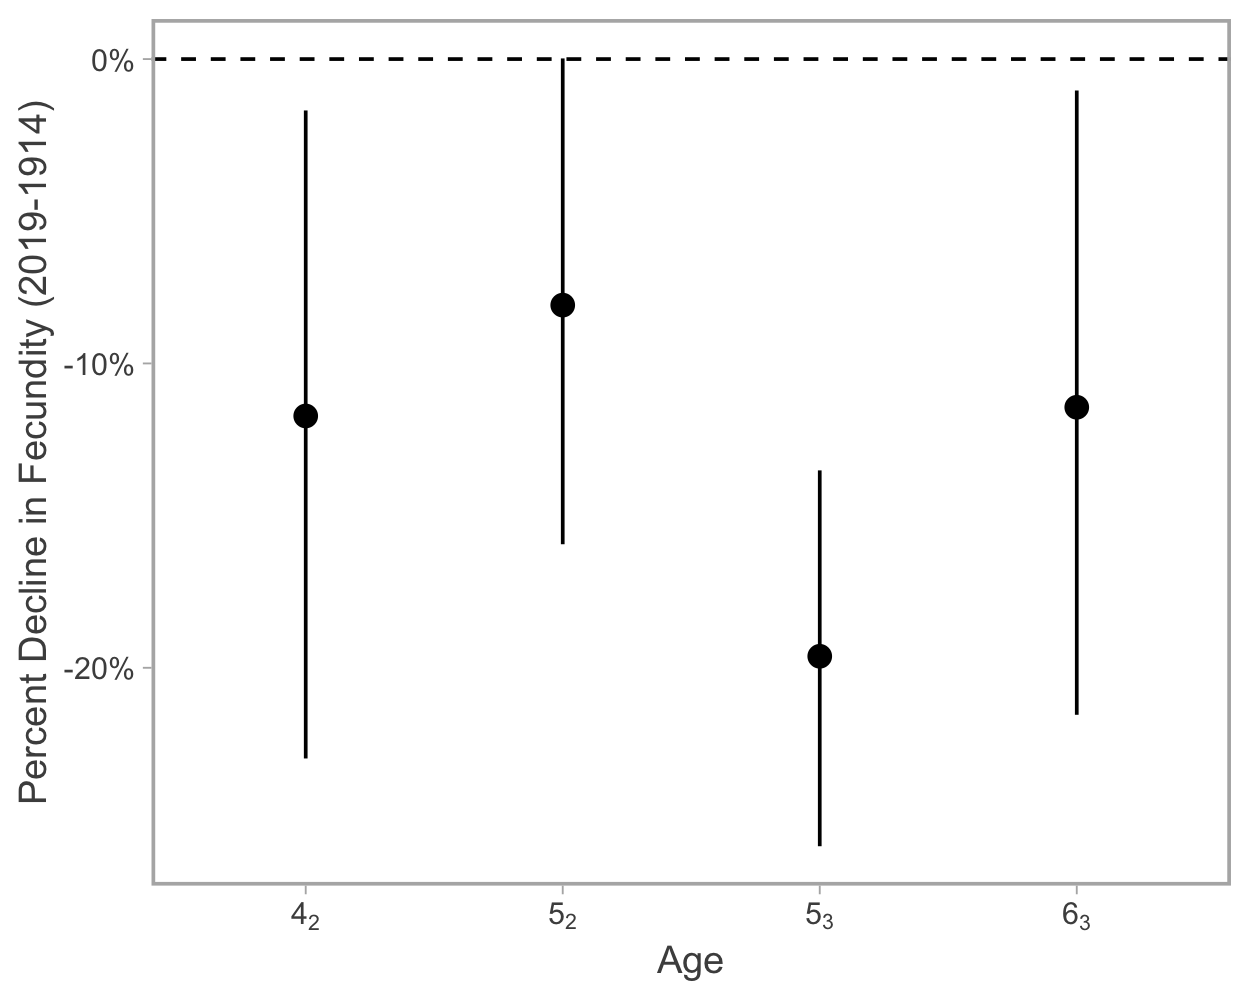 Percent Decline in Fecundity (2019-1914)
0%
-10%
-20%
4₂ 5₂ 5₃ 6₃
Age